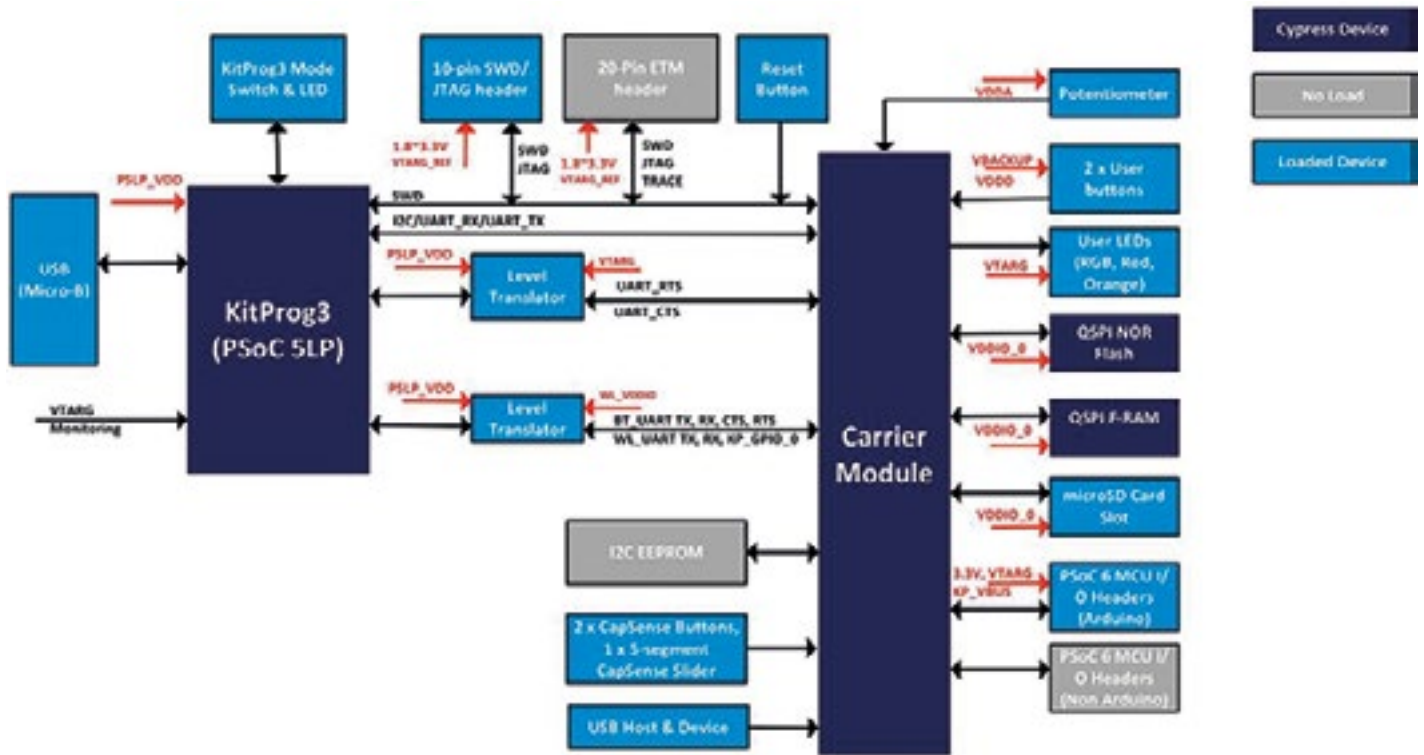 KitProg3 Mode
Switch & LED
10-pin SWD/
JTAG header
20-Pin ETM
header
Reset
Button
Cypress Device
No Load
Loaded Device
1.8*3.3V
VTARG_REF
SWD
JTAG
1.8*3.3V
VTARG_REF
SWD
JTAG
TRACE
VDDA
Potentiometer
PSLP_VDD
USB
(Micro-B)
KitProg3
(PSoC 5LP)
VTARG
Monitoring
SWD
I2C/UART_RX/UART_TX
PSLP_VDD
Level
Translator
VTARG
UART_RTS
UART_CTS
PSLP_VDD
Level
Translator
WL_VDDIO
BT_UART TX, RX, CTS, RTS
WL_UART TX, RX, KP_GPIO_0
Carrier
Module
VBACKUP
VDDD
2 x User
buttons
VTARG
User LEDs
(RGB, Red,
Orange)
VDDIO_0
QSPI NOR
Flash
VDDIO_0
QSPI F-RAM
VDDIO_0
microSD Card
Slot
3.3V, VTARG
KP_VBUS
PSoC 6 MCU I/
O Headers
(Arduino)
PSoC 6 MCU I/
O Headers
(Non Arduino)
I2C EEPROM
2 x CapSense Buttons,
1 x 5-segment
CapSense Slider
USB Host & Device